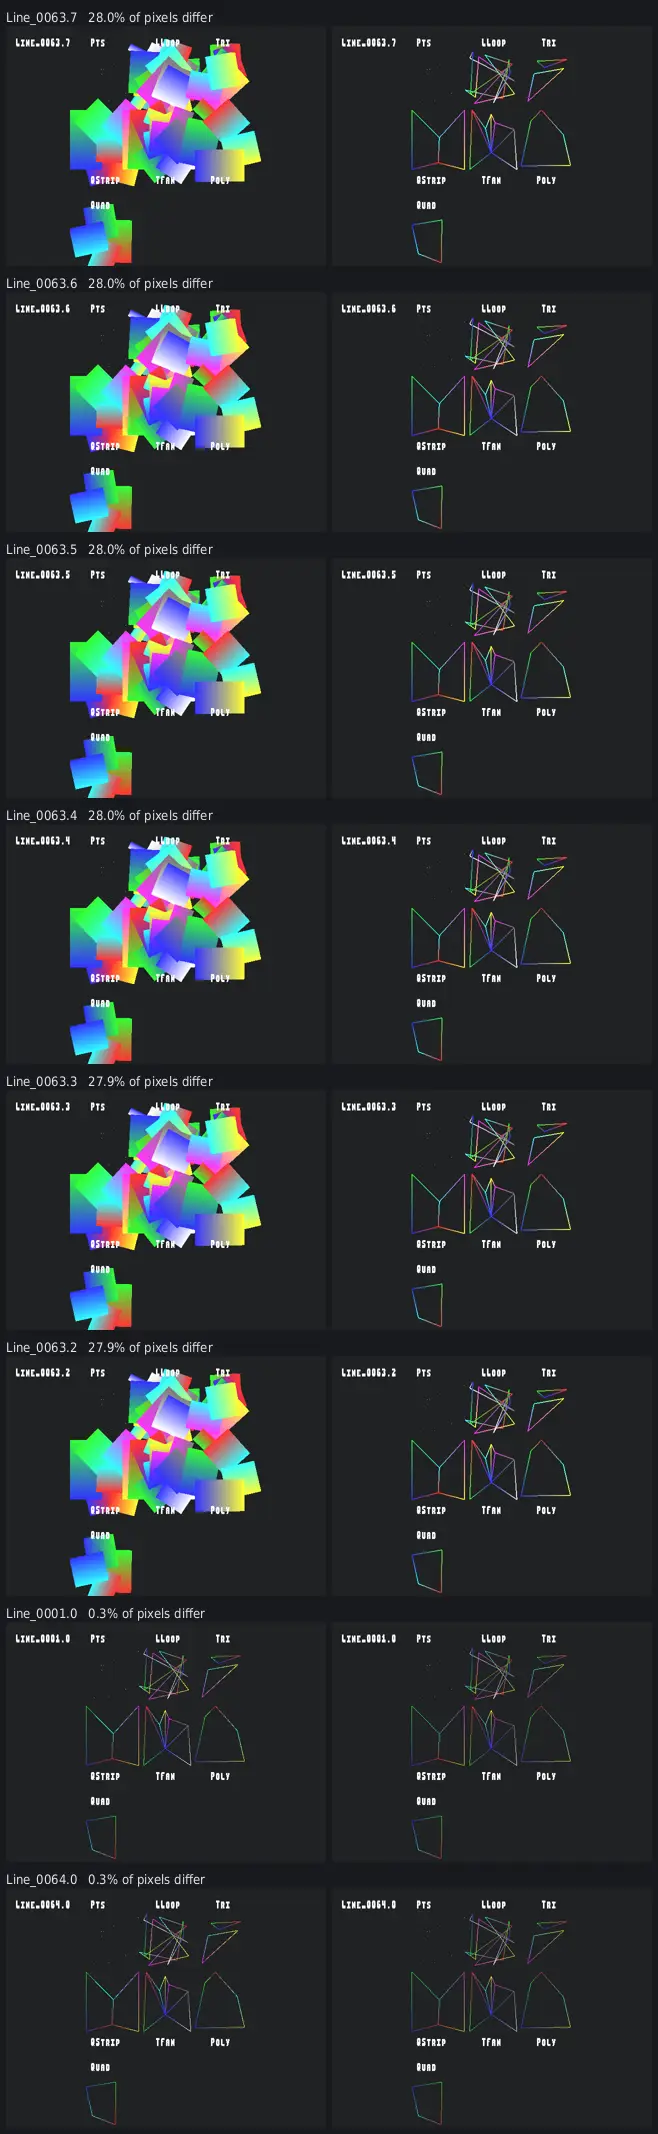 Line_0063.7 28.0% of pixels differ
Line_0063.7 Pts LLoop Tri Line_0063.7 Pts LLoop Tri
QStrip TFan Poly QStrip TFan Poly
Quad Quad
Line_0063.6 28.0% of pixels differ
Line_0063.6 Pts LLoop Tri Line_0063.6 Pts LLoop Tri
QStrip TFan Poly QStrip TFan Poly
Quad Quad
Line_0063.5 28.0% of pixels differ
Line_0063.5 Pts LLoop Tri Line_0063.5 Pts LLoop Tri
QStrip TFan Poly QStrip TFan Poly
Quad Quad
Line_0063.4 28.0% of pixels differ
Line_0063.4 Pts LLoop Tri Line_0063.4 Pts LLoop Tri
QStrip TFan Poly QStrip TFan Poly
Quad Quad
Line_0063.3 27.9% of pixels differ
Line_0063.3 Pts LLoop Tri Line_0063.3 Pts LLoop Tri
QStrip TFan Poly QStrip TFan Poly
Quad Quad
Line_0063.2 27.9% of pixels differ
Line_0063.2 Pts LLoop Tri Line_0063.2 Pts LLoop Tri
QStrip TFan Poly QStrip TFan Poly
Quad Quad
Line_0001.0 0.3% of pixels differ
Line_0001.0 Pts LLoop Tri Line_0001.0 Pts LLoop Tri
QStrip TFan Poly QStrip TFan Poly
Quad Quad
Line_0064.0 0.3% of pixels differ
Line_0064.0 Pts LLoop Tri Line_0064.0 Pts LLoop Tri
QStrip TFan Poly QStrip TFan Poly
Quad Quad